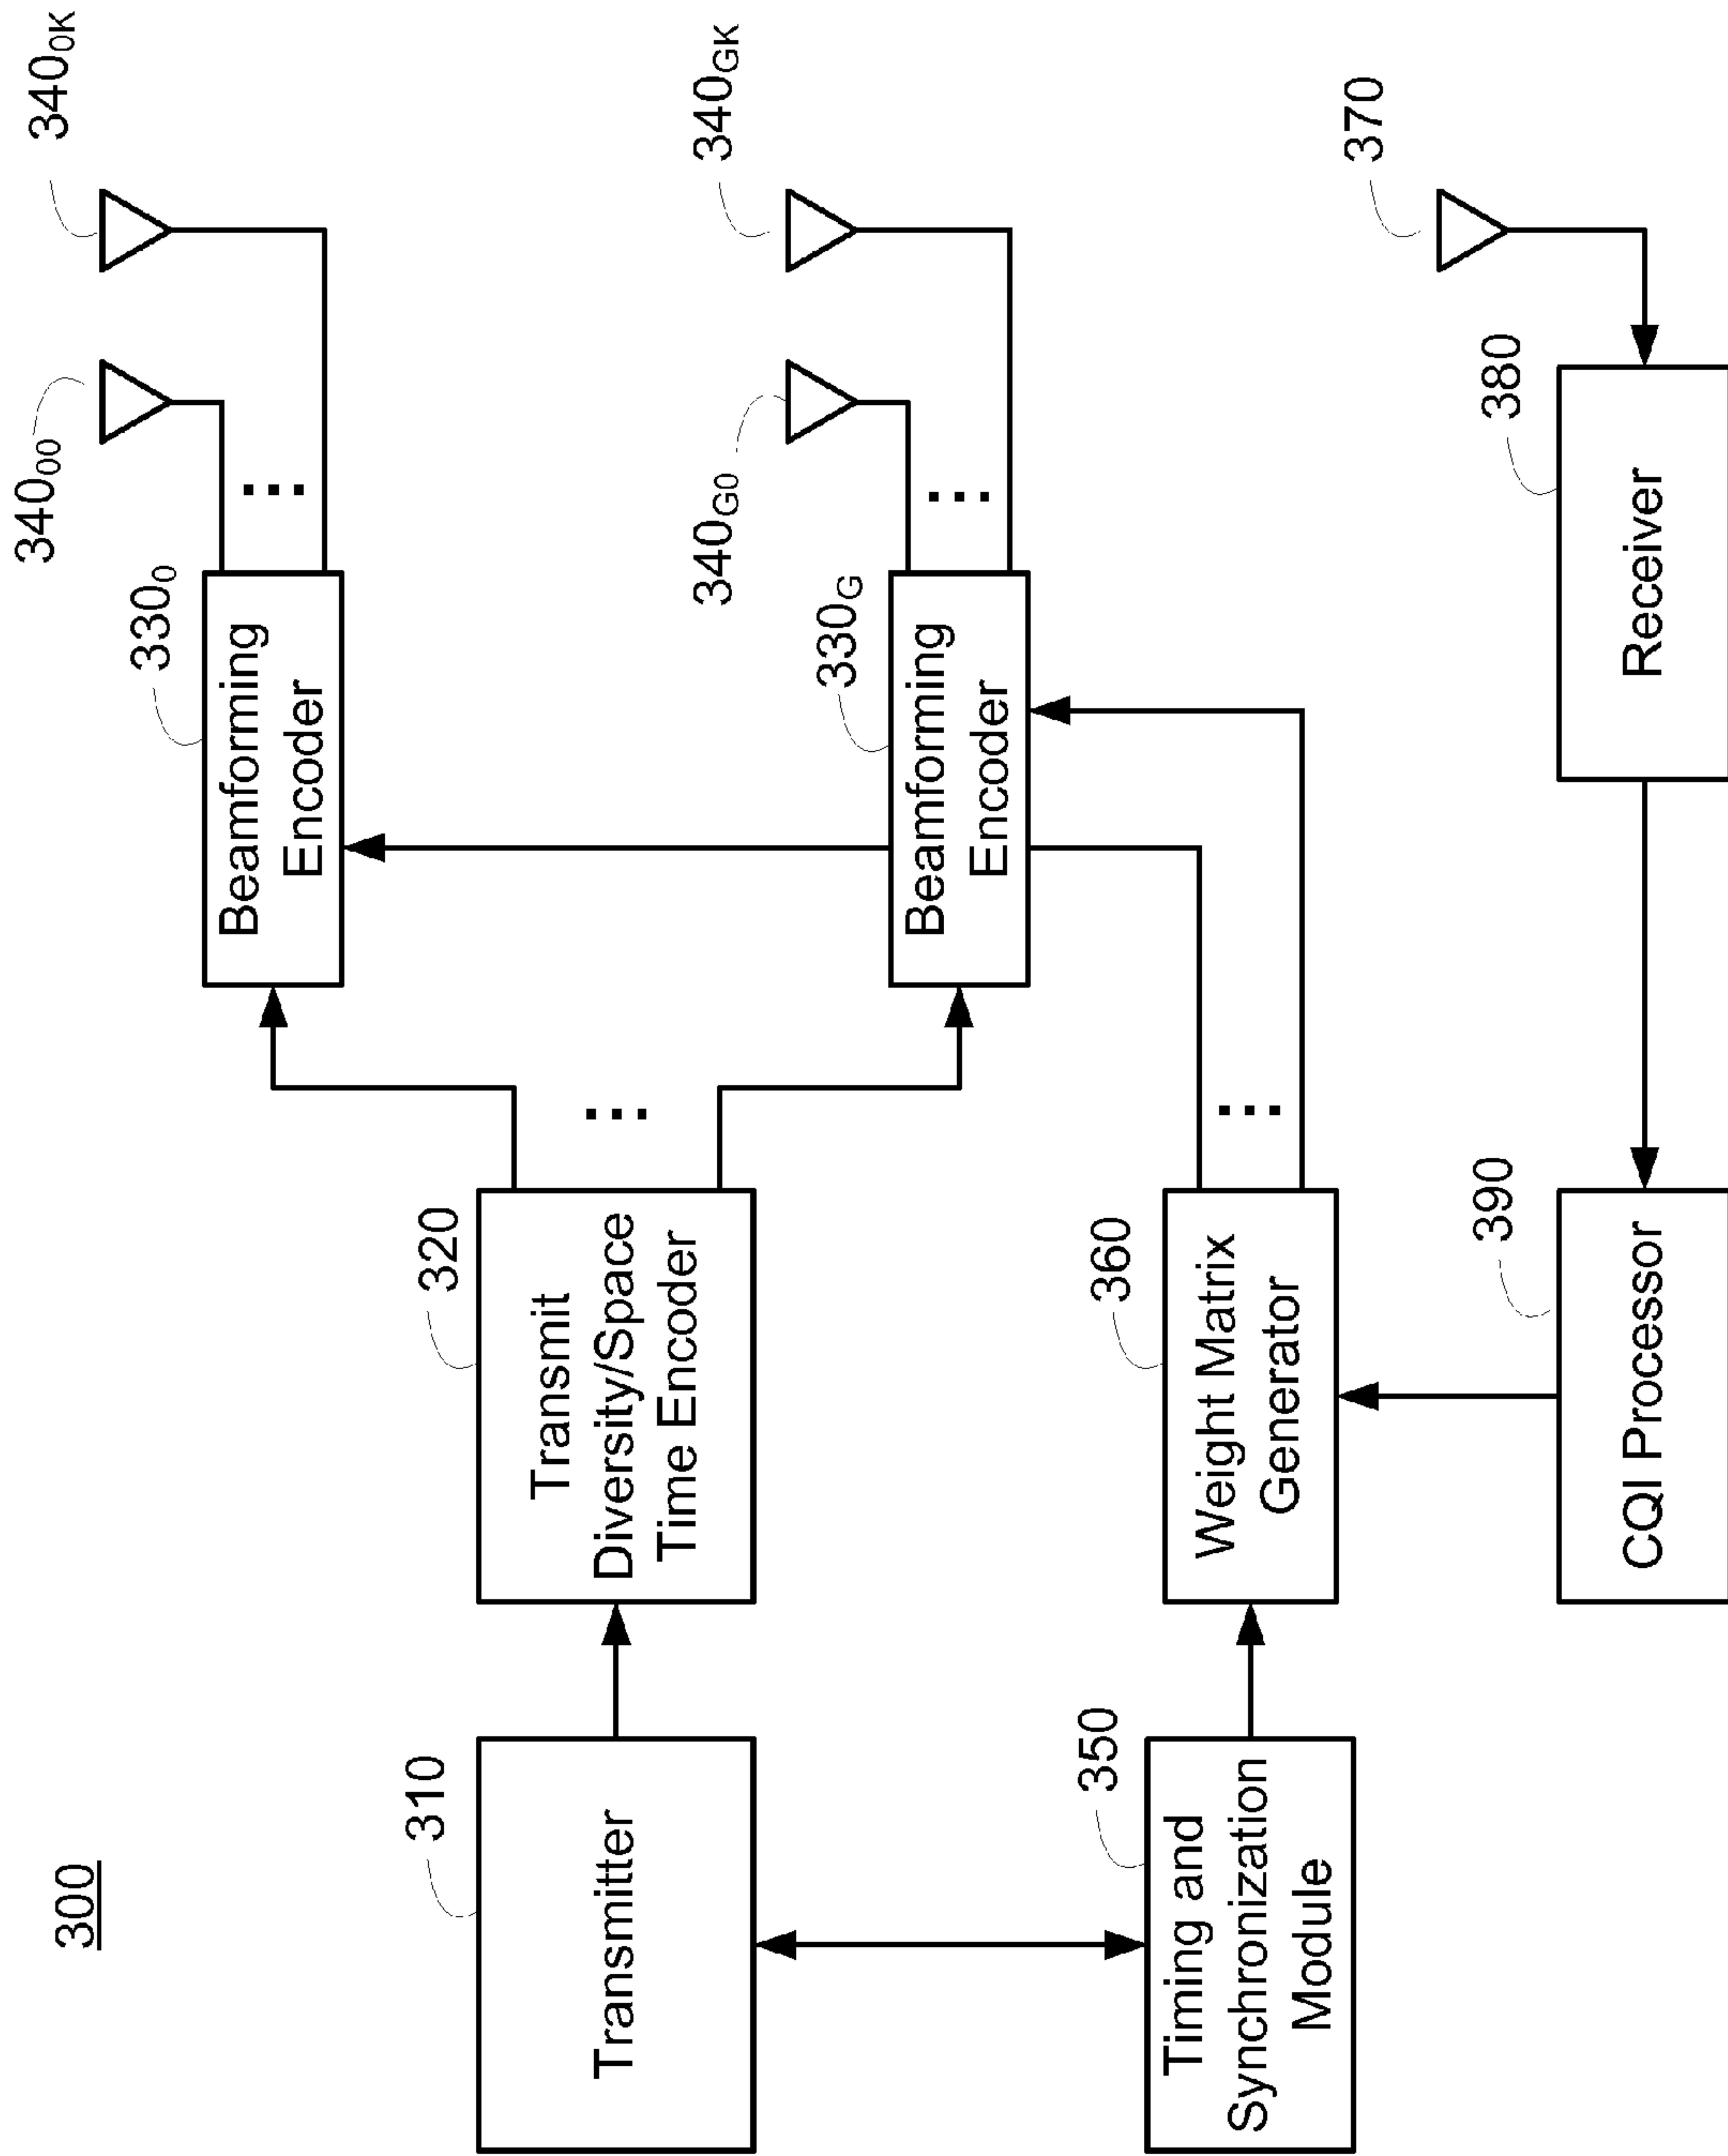 300
310
Transmitter
320
Transmit
Diversity/Space
Time Encoder
330₀
Beamforming
Encoder
340₀₀
...
340₀ₖ
...
330G
Beamforming
Encoder
340G0
...
340GK
350
Timing and
Synchronization
Module
360
Weight Matrix
Generator
...
370
390
CQI Processor
380
Receiver